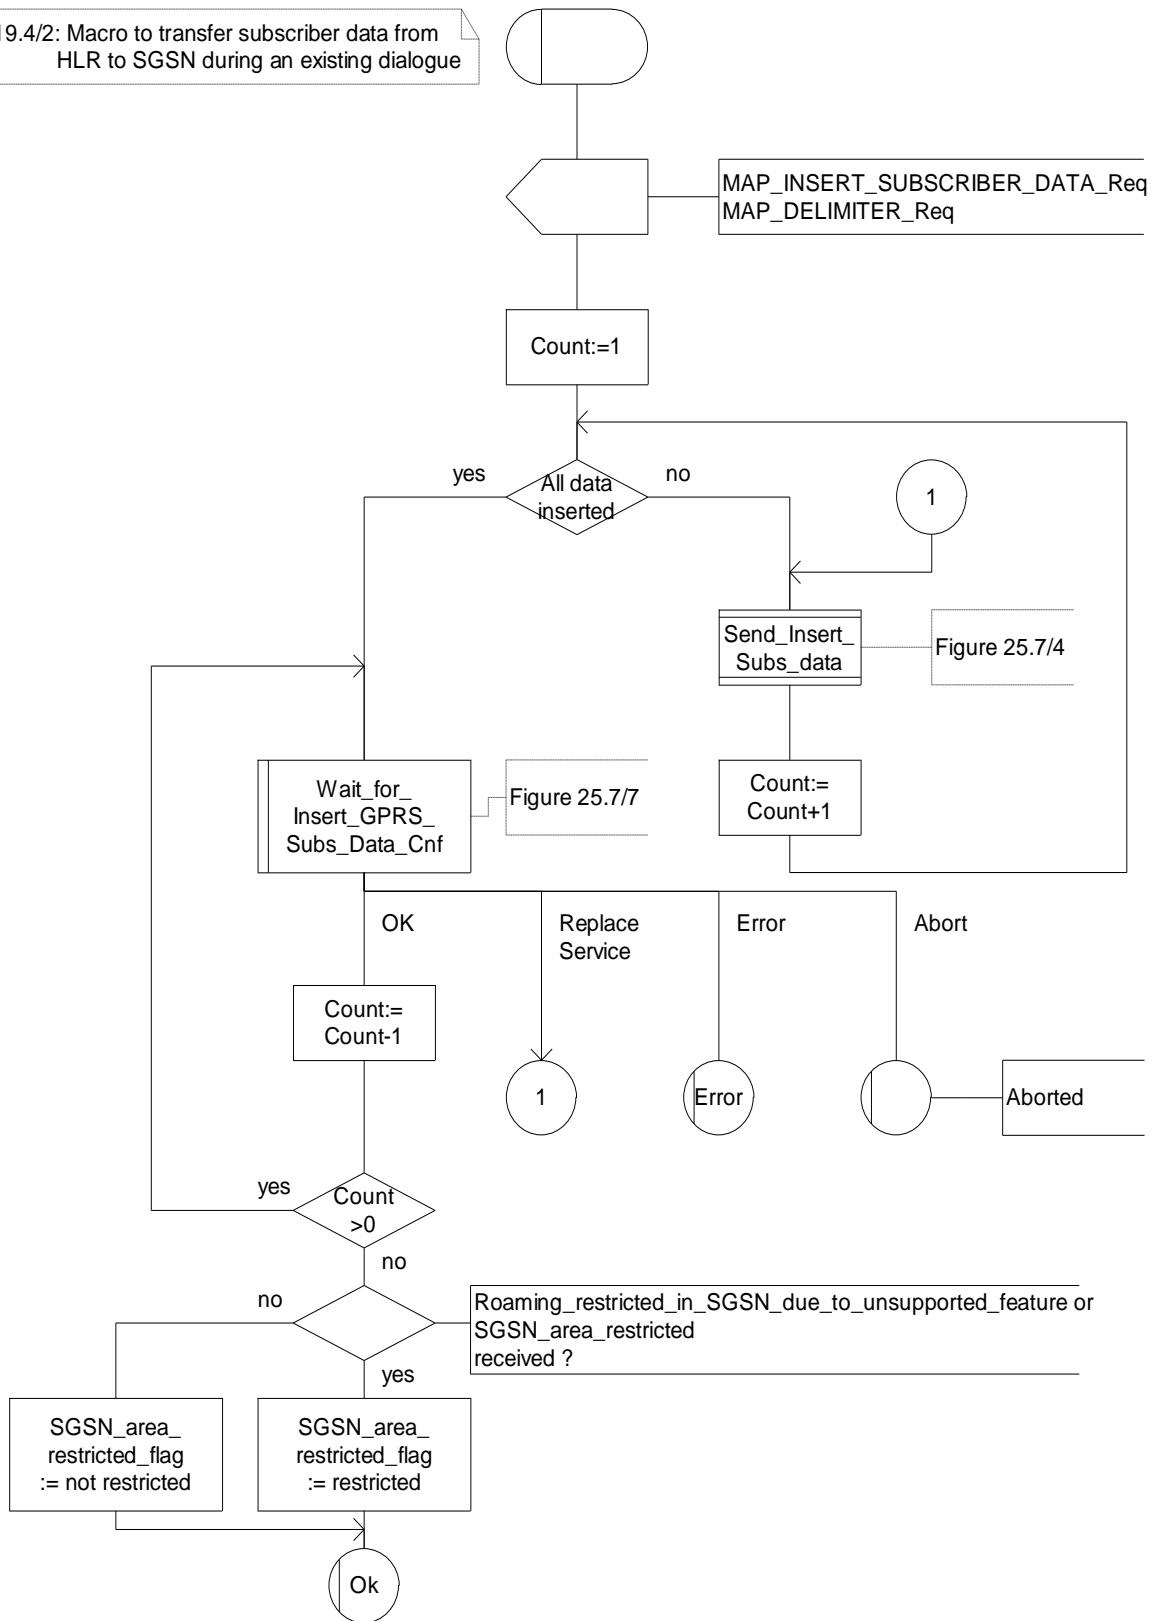 19.4/2: Macro to transfer subscriber data from
HLR to SGSN during an existing dialogue
MAP_INSERT_SUBSCRIBER_DATA_Req
MAP_DELIMITER_Req
Count:=1
yes
All data
inserted
no
1
Send_Insert_
Subs_data
Figure 25.7/4
Wait_for_
Insert_GPRS_
Subs_Data_Cnf
Figure 25.7/7
Count:=
Count+1
OK
Replace
Service
Error
Abort
Count:=
Count-1
1
Error
Aborted
yes
Count
>0
no
no
Roaming_restricted_in_SGSN_due_to_unsupported_feature or
SGSN_area_restricted
received ?
yes
SGSN_area_
restricted_flag
:= not restricted
SGSN_area_
restricted_flag
:= restricted
Ok